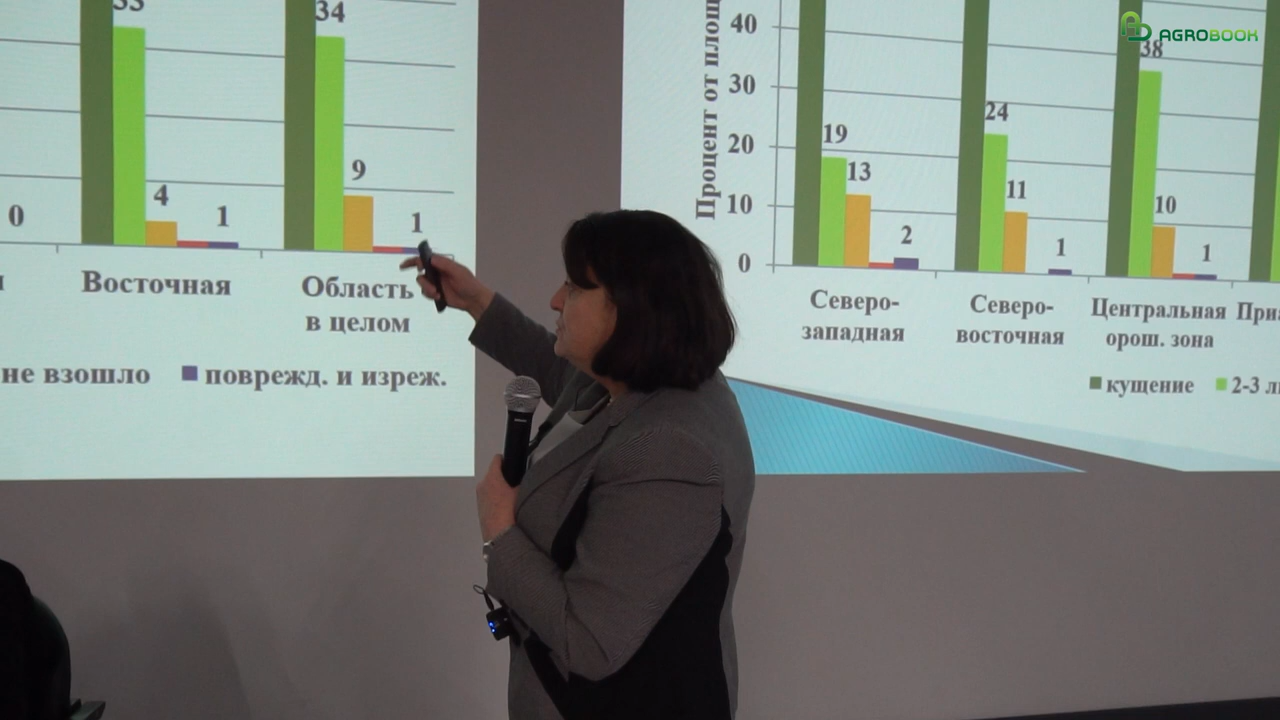 AGROBOOK
33
34
4
9
0
1
1
Восточная
Область
в целом
не взошло
поврежд. и изреж.
40
30
20
10
0
19
13
2
24
11
1
38
10
1
Северо-
западная
Северо-
восточная
Центральная
орош. зона
кущение
2-3
Процент от